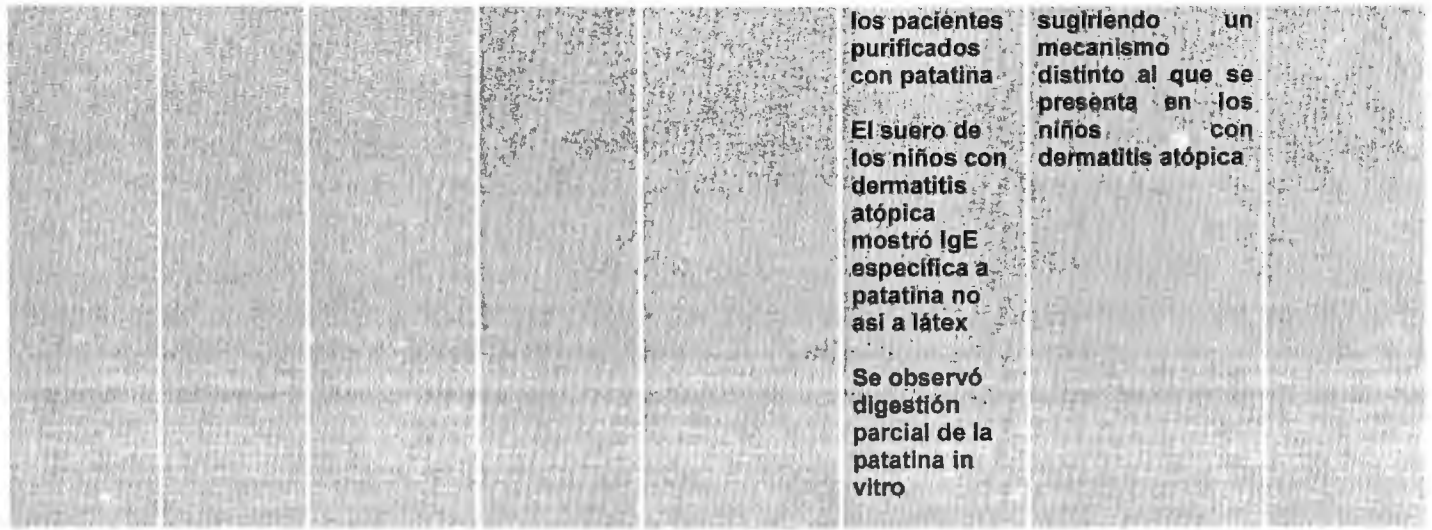 los pacientes
purificados
con patatina
El suero de
los niños con
dermatitis
atópica
mostró IgE
específica a
patatina no
así a látex
Se observó
digestión
parcial de la
patatina in
vitro
sugiriendo un
mecanismo
distinto al que se
presenta en los
niños con
dermatitis atópica